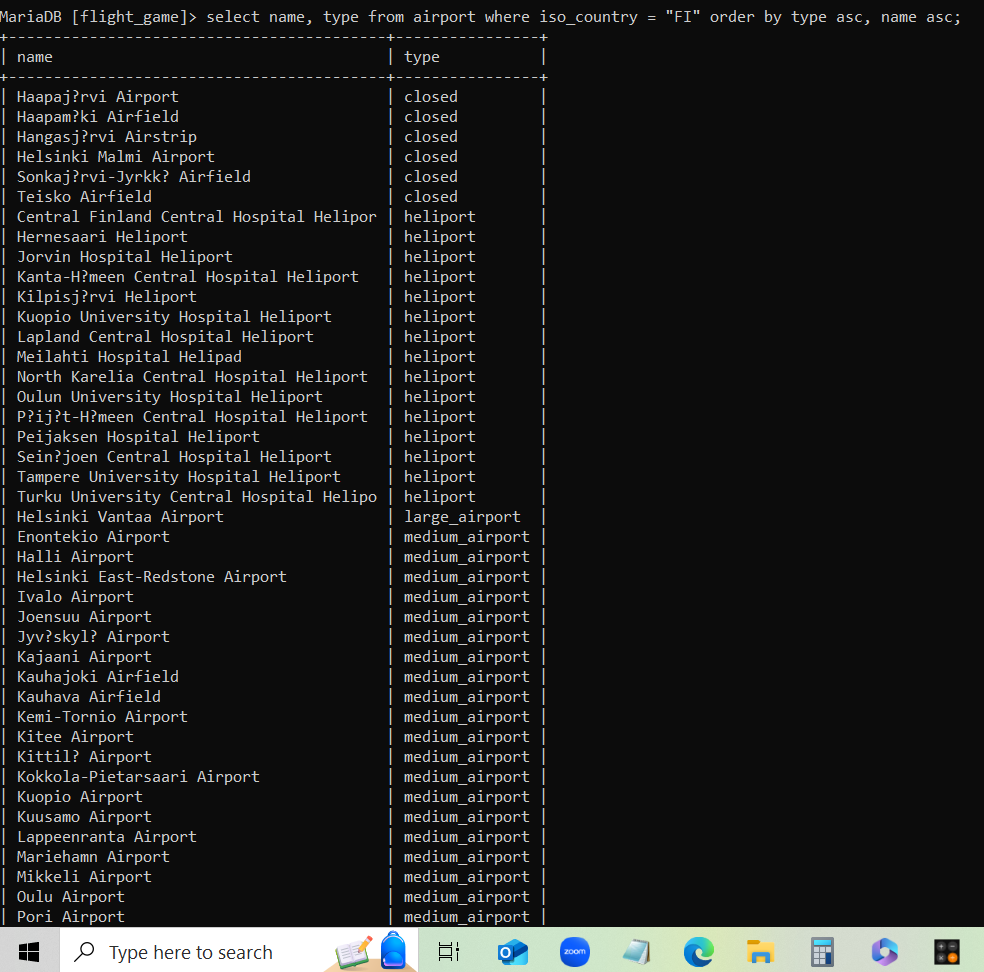 MariaDB [flight_game]> select name, type from airport where iso_country = "FI" order by type asc, name asc;
+------------------------------------------+----------------+
| name | type |
+------------------------------------------+----------------+
| Haapaj?rvi Airport | closed |
| Haapam?ki Airfield | closed |
| Hangasj?rvi Airstrip | closed |
| Helsinki Malmi Airport | closed |
| Sonkaj?rvi-Jyrkk? Airfield | closed |
| Teisko Airfield | closed |
| Central Finland Central Hospital Helipor | heliport |
| Hernesaari Heliport | heliport |
| Jorvin Hospital Heliport | heliport |
| Kanta-H?meen Central Hospital Heliport | heliport |
| Kilpisj?rvi Heliport | heliport |
| Kuopio University Hospital Heliport | heliport |
| Lapland Central Hospital Heliport | heliport |
| Meilahti Hospital Helipad | heliport |
| North Karelia Central Hospital Heliport | heliport |
| Oulun University Hospital Heliport | heliport |
| P?ij?t-H?meen Central Hospital Heliport | heliport |
| Peijaksen Hospital Heliport | heliport |
| Sein?joen Central Hospital Heliport | heliport |
| Tampere University Hospital Heliport | heliport |
| Turku University Central Hospital Helipo | heliport |
| Helsinki Vantaa Airport | large_airport |
| Enontekio Airport | medium_airport |
| Halli Airport | medium_airport |
| Helsinki East-Redstone Airport | medium_airport |
| Ivalo Airport | medium_airport |
| Joensuu Airport | medium_airport |
| Jyv?skyl? Airport | medium_airport |
| Kajaani Airport | medium_airport |
| Kauhajoki Airfield | medium_airport |
| Kauhava Airfield | medium_airport |
| Kemi-Tornio Airport | medium_airport |
| Kitee Airport | medium_airport |
| Kittil? Airport | medium_airport |
| Kokkola-Pietarsaari Airport | medium_airport |
| Kuopio Airport | medium_airport |
| Kuusamo Airport | medium_airport |
| Lappeenranta Airport | medium_airport |
| Mariehamn Airport | medium_airport |
| Mikkeli Airport | medium_airport |
| Oulu Airport | medium_airport |
| Pori Airport | medium_airport |
Type here to search
zoom